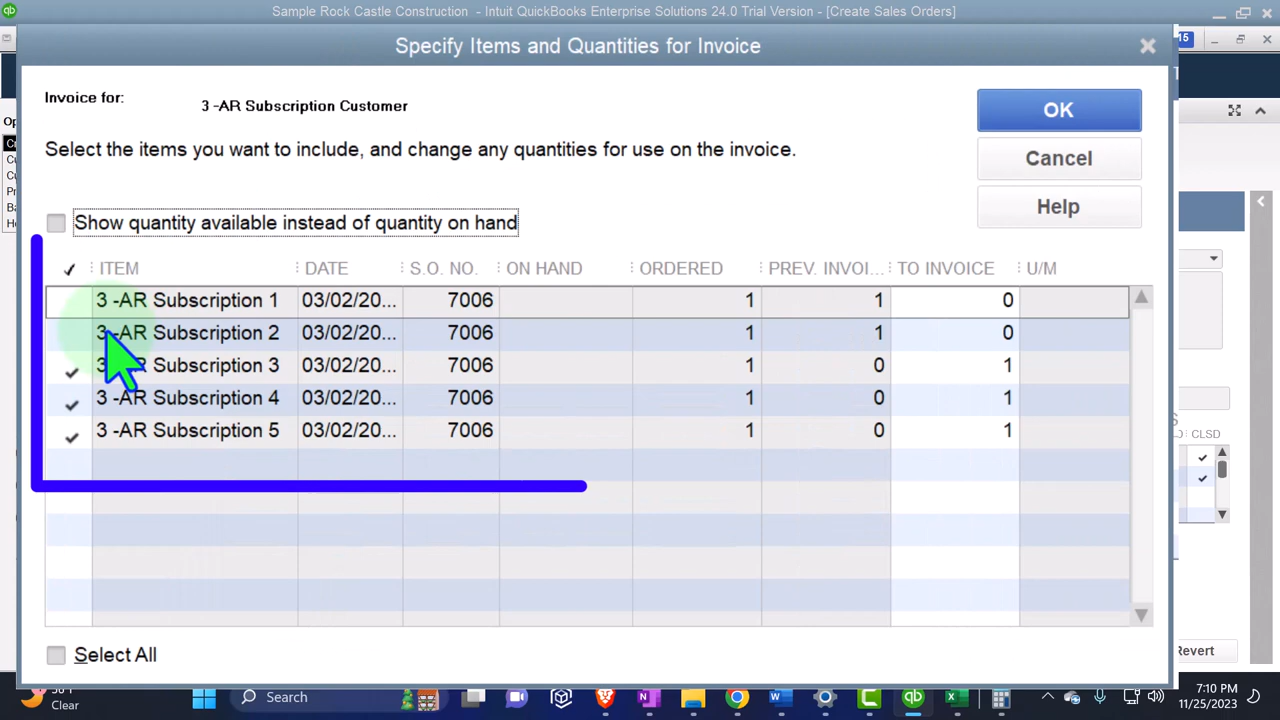 Sample Rock Castle Construction - Intuit QuickBooks Enterprise Solutions 24.0 Trial Version - [Create Sales Orders]
Specify Items and Quantities for Invoice
15
Invoice for: 3 -AR Subscription Customer
OK
Select the items you want to include, and change any quantities for use on the invoice.
Cancel
Help
Show quantity available instead of quantity on hand
ITEM DATE S.O. NO. ON HAND ORDERED PREV. INVOI... TO INVOICE U/M
3 -AR Subscription 1 03/02/20... 7006 1 1 0
3 -AR Subscription 2 03/02/20... 7006 1 1 0
3 -AR Subscription 3 03/02/20... 7006 1 0 1
3 -AR Subscription 4 03/02/20... 7006 1 0 1
3 -AR Subscription 5 03/02/20... 7006 1 0 1
CLSD
Select All
Revert
Clear
Search
7:10 PM
11/25/2023